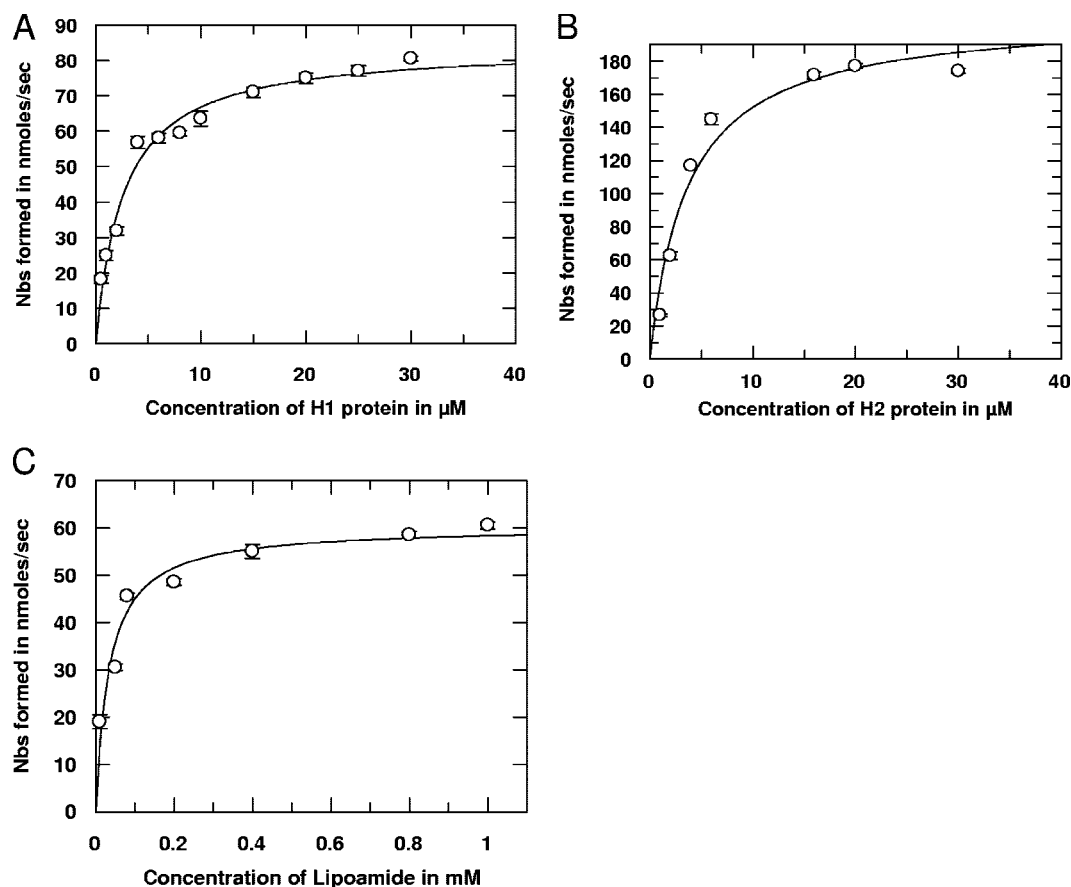 A
90
80
70
60
50
40
30
20
10
0
Nbs formed in nmoles/sec
0 10 20 30 40
Concentration of H1 protein in µM
B
180
160
140
120
100
80
60
40
20
0
Nbs formed in nmoles/sec
0 10 20 30 40
Concentration of H2 protein in µM
C
70
60
50
40
30
20
10
0
Nbs formed in nmoles/sec
0 0.2 0.4 0.6 0.8 1
Concentration of Lipoamide in mM